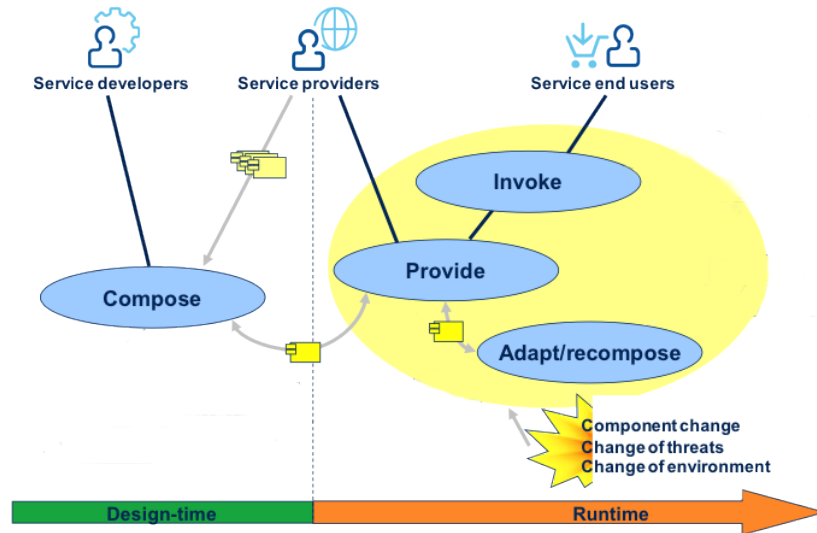 Service developers
Service providers
Service end users
Invoke
Provide
Compose
Adapt/recompose
Component change
Change of threats
Change of environment
Design-time
Runtime